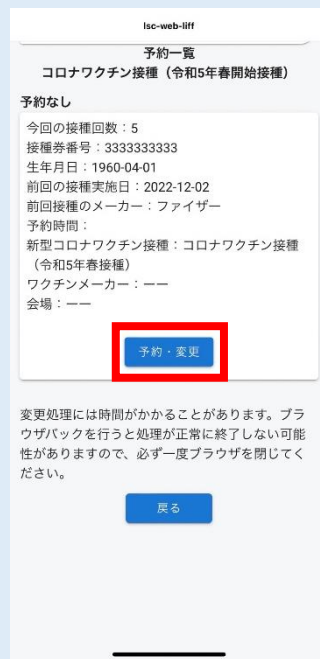 lsc-web-liff
予約一覧
コロナワクチン接種（令和5年春開始接種）
予約なし
今回の接種回数：5
接種券番号：3333333333
生年月日：1960-04-01
前回の接種実施日：2022-12-02
前回接種のメーカー：ファイザー
予約時間：
新型コロナワクチン接種：コロナワクチン接種
（令和5年春接種）
ワクチンメーカー：ーー
会場：ーー
予約・変更
変更処理には時間がかかることがあります。ブラ
ウザバックを行うと処理が正常に終了しない可能
性がありますので、必ず一度ブラウザを閉じてく
ださい。
戻る